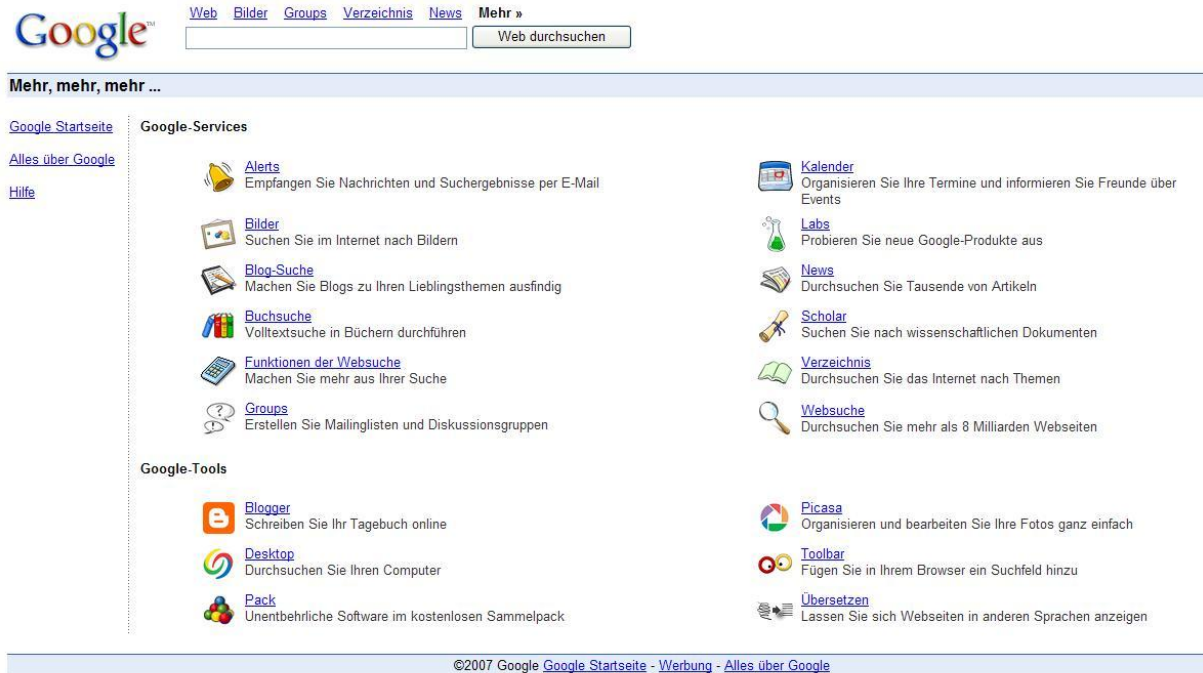 Google™
Web Bilder Groups Verzeichnis News Mehr »
Web durchsuchen
Mehr, mehr, mehr ...
Google Startseite
Alles über Google
Hilfe
Google-Services
Alerts
Empfangen Sie Nachrichten und Suchergebnisse per E-Mail
Bilder
Suchen Sie im Internet nach Bildern
Blog-Suche
Machen Sie Blogs zu Ihren Lieblingsthemen ausfindig
Buchsuche
Volltextsuche in Büchern durchführen
Funktionen der Websuche
Machen Sie mehr aus Ihrer Suche
Groups
Erstellen Sie Mailinglisten und Diskussionsgruppen
Kalender
Organisieren Sie Ihre Termine und informieren Sie Freunde über
Events
Labs
Probieren Sie neue Google-Produkte aus
News
Durchsuchen Sie Tausende von Artikeln
Scholar
Suchen Sie nach wissenschaftlichen Dokumenten
Verzeichnis
Durchsuchen Sie das Internet nach Themen
Websuche
Durchsuchen Sie mehr als 8 Milliarden Webseiten
Google-Tools
Blogger
Schreiben Sie Ihr Tagebuch online
Desktop
Durchsuchen Sie Ihren Computer
Pack
Unentbehrliche Software im kostenlosen Sammelpack
Picasa
Organisieren und bearbeiten Sie Ihre Fotos ganz einfach
Toolbar
Fügen Sie in Ihrem Browser ein Suchfeld hinzu
Übersetzen
Lassen Sie sich Webseiten in anderen Sprachen anzeigen
©2007 Google Google Startseite - Werbung - Alles über Google